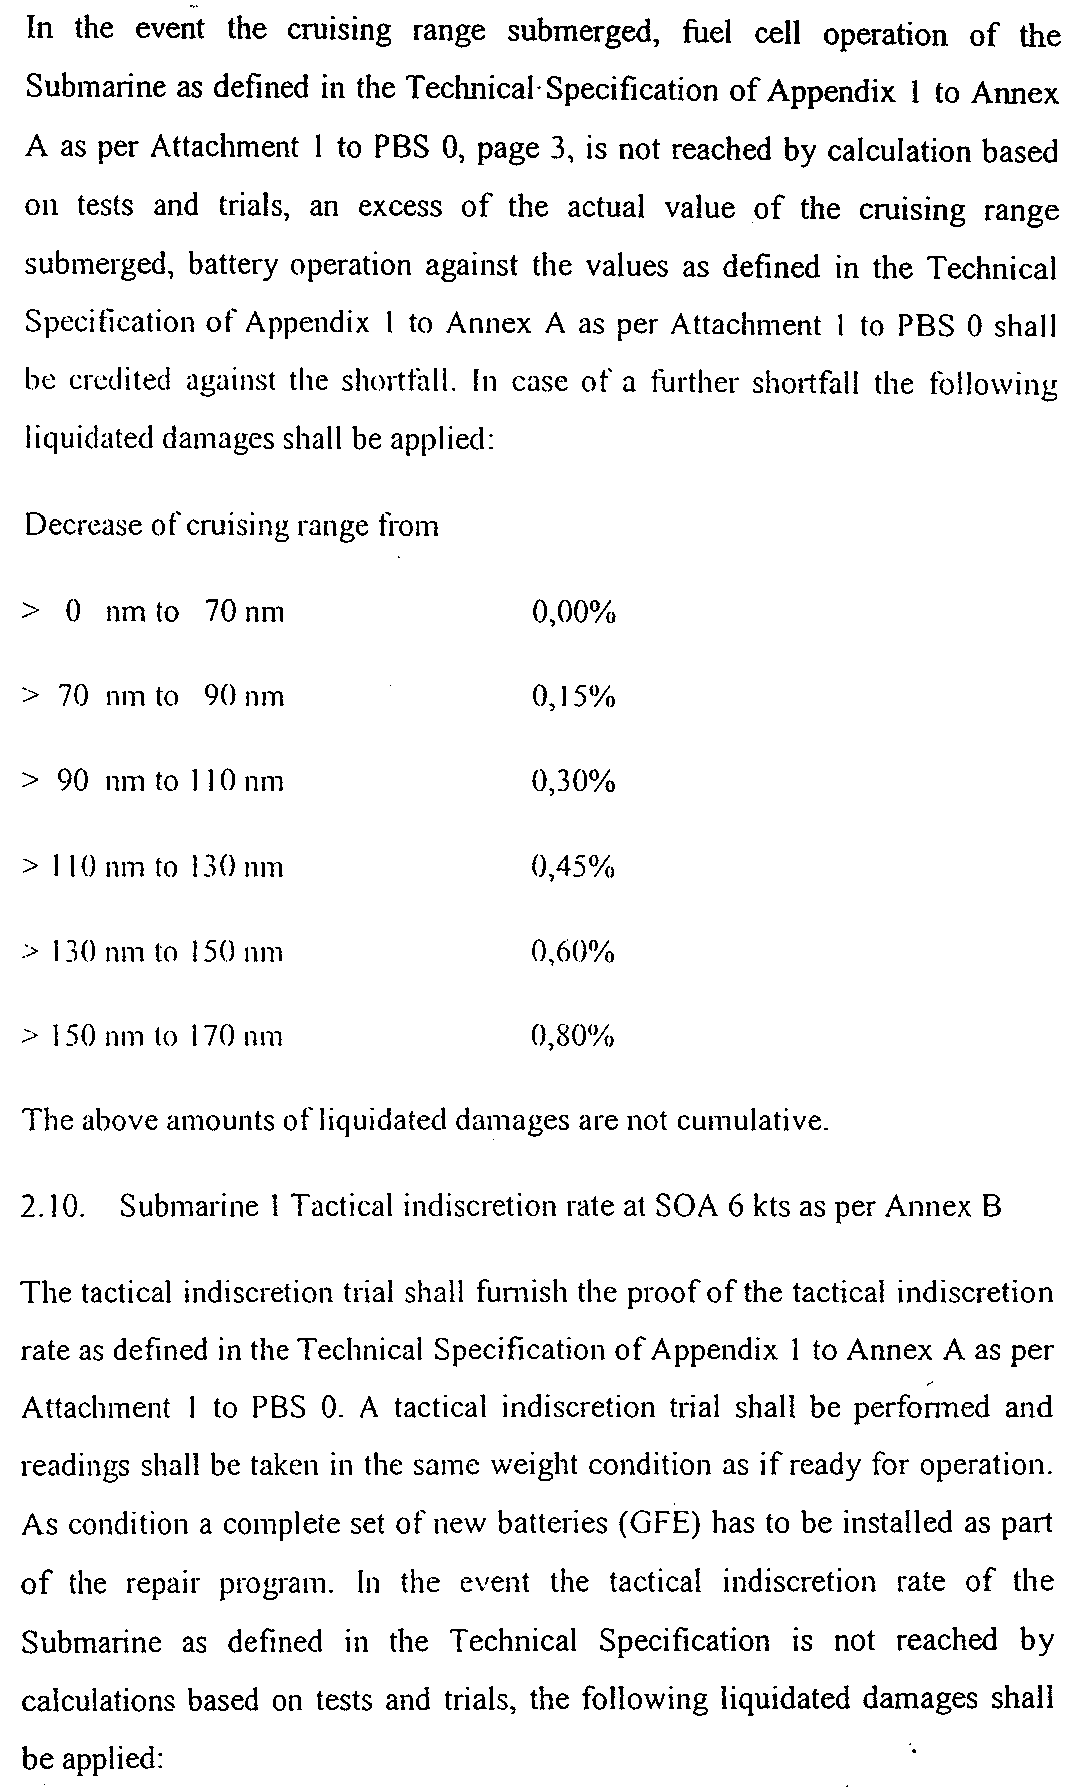 In the event the cruising range submerged, fuel cell operation of the
Submarine as defined in the Technical Specification of Appendix 1 to Annex
A as per Attachment 1 to PBS 0, page 3, is not reached by calculation based
on tests and trials, an excess of the actual value of the cruising range
submerged, battery operation against the values as defined in the Technical
Specification of Appendix 1 to Annex A as per Attachment 1 to PBS 0 shall
be credited against the shortfall. In case of a further shortfall the following
liquidated damages shall be applied:
Decrease of cruising range from
> 0 nm to 70 nm 0,00%
> 70 nm to 90 nm 0,15%
> 90 nm to 110 nm 0,30%
> 110 nm to 130 nm 0,45%
> 130 nm to 150 nm 0,60%
> 150 nm to 170 nm 0,80%
The above amounts of liquidated damages are not cumulative.
2.10. Submarine 1 Tactical indiscretion rate at SOA 6 kts as per Annex B
The tactical indiscretion trial shall furnish the proof of the tactical indiscretion
rate as defined in the Technical Specification of Appendix 1 to Annex A as per
Attachment 1 to PBS 0. A tactical indiscretion trial shall be performed and
readings shall be taken in the same weight condition as if ready for operation.
As condition a complete set of new batteries (GFE) has to be installed as part
of the repair program. In the event the tactical indiscretion rate of the
Submarine as defined in the Technical Specification is not reached by
calculations based on tests and trials, the following liquidated damages shall
be applied: